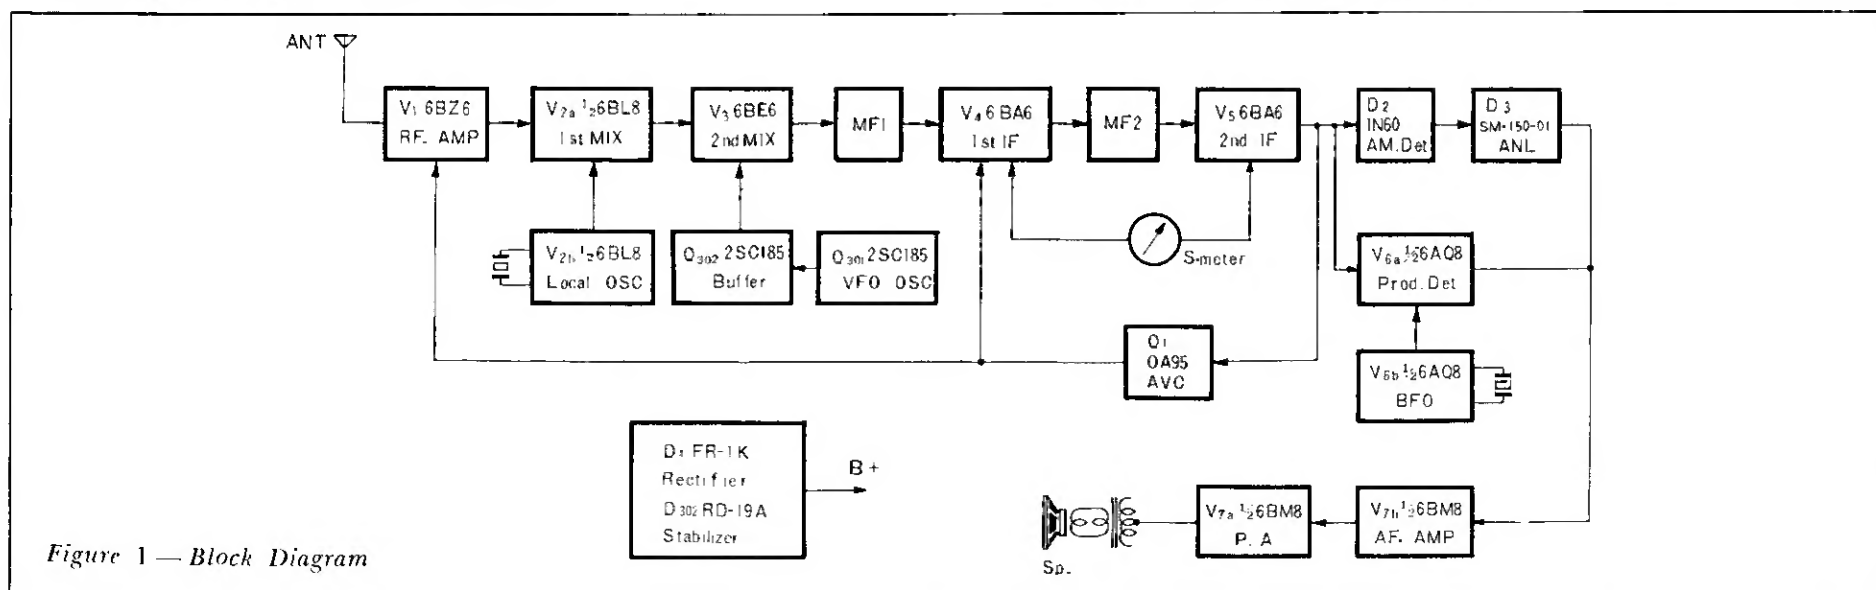 ANT
V1 6BZ6
RF. AMP
V2a ½6BL8
1st MIX
V3 6BE6
2nd MIX
MF1
V4 6BA6
1st IF
MF2
V5 6BA6
2nd IF
D2
IN60
AM.Det
D3
SM-150-01
ANL
V2b ½6BL8
Local OSC
Q302 2SC185
Buffer
Q301 2SC185
VFO OSC
S-meter
V6a ½6AQ8
Prod. Det
Q1
OA95
AVC
V6b ½6AQ8
BFO
D1 FR-1K
Rectifier
D302 RD-19A
Stabilizer
B+
Sp.
V7a ½6BM8
P. A
V7b ½6BM8
AF. AMP
Figure 1 — Block Diagram